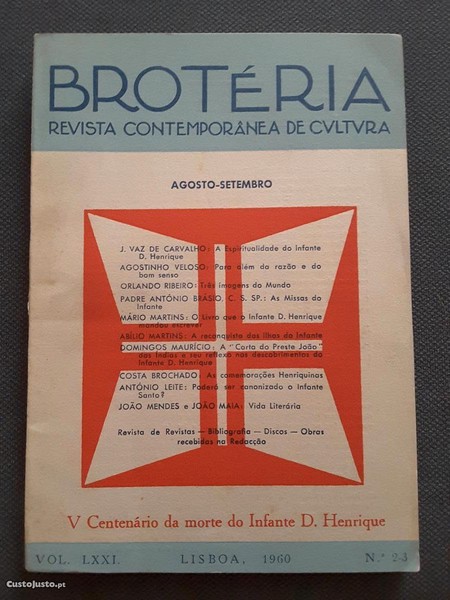 BROTÉRIA
REVISTA CONTEMPORÂNEA DE CVLTVRA
AGOSTO-SETEMBRO
J. VAZ DE CARVALHO: A Espiritualidade do infante
D. Henrique
AGOSTINHO VELOSO: Para além da razão e do
bom senso
ORLANDO RIBEIRO: Três imagens do Mundo
PADRE ANTÓNIO BRÁSIO, C. S. SP.: As Missas do
Infante
MÁRIO MARTINS: O Livro que o Infante D. Henrique
mandou escrever
ABÍLIO MARTINS: A reconquista das Ilhas do Infante
DOMINGOS MAURÍCIO: A "Carta do Preste João"
das Índias e seu reflexo nos descobrimentos do
Infante D. Henrique
COSTA BROCHADO: As comemorações Henriquinas
ANTÓNIO LEITE: Poderá ser canonizado o Infante
Santo?
JOÃO MENDES e JOÃO MAIA: Vida Literária
Revista de Revistas — Bibliografia — Discos — Obras
recebidas na Redacção
V Centenário da morte do Infante D. Henrique
VOL. LXXI. LISBOA, 1960 N.º 2-3
CustoJusto.pt